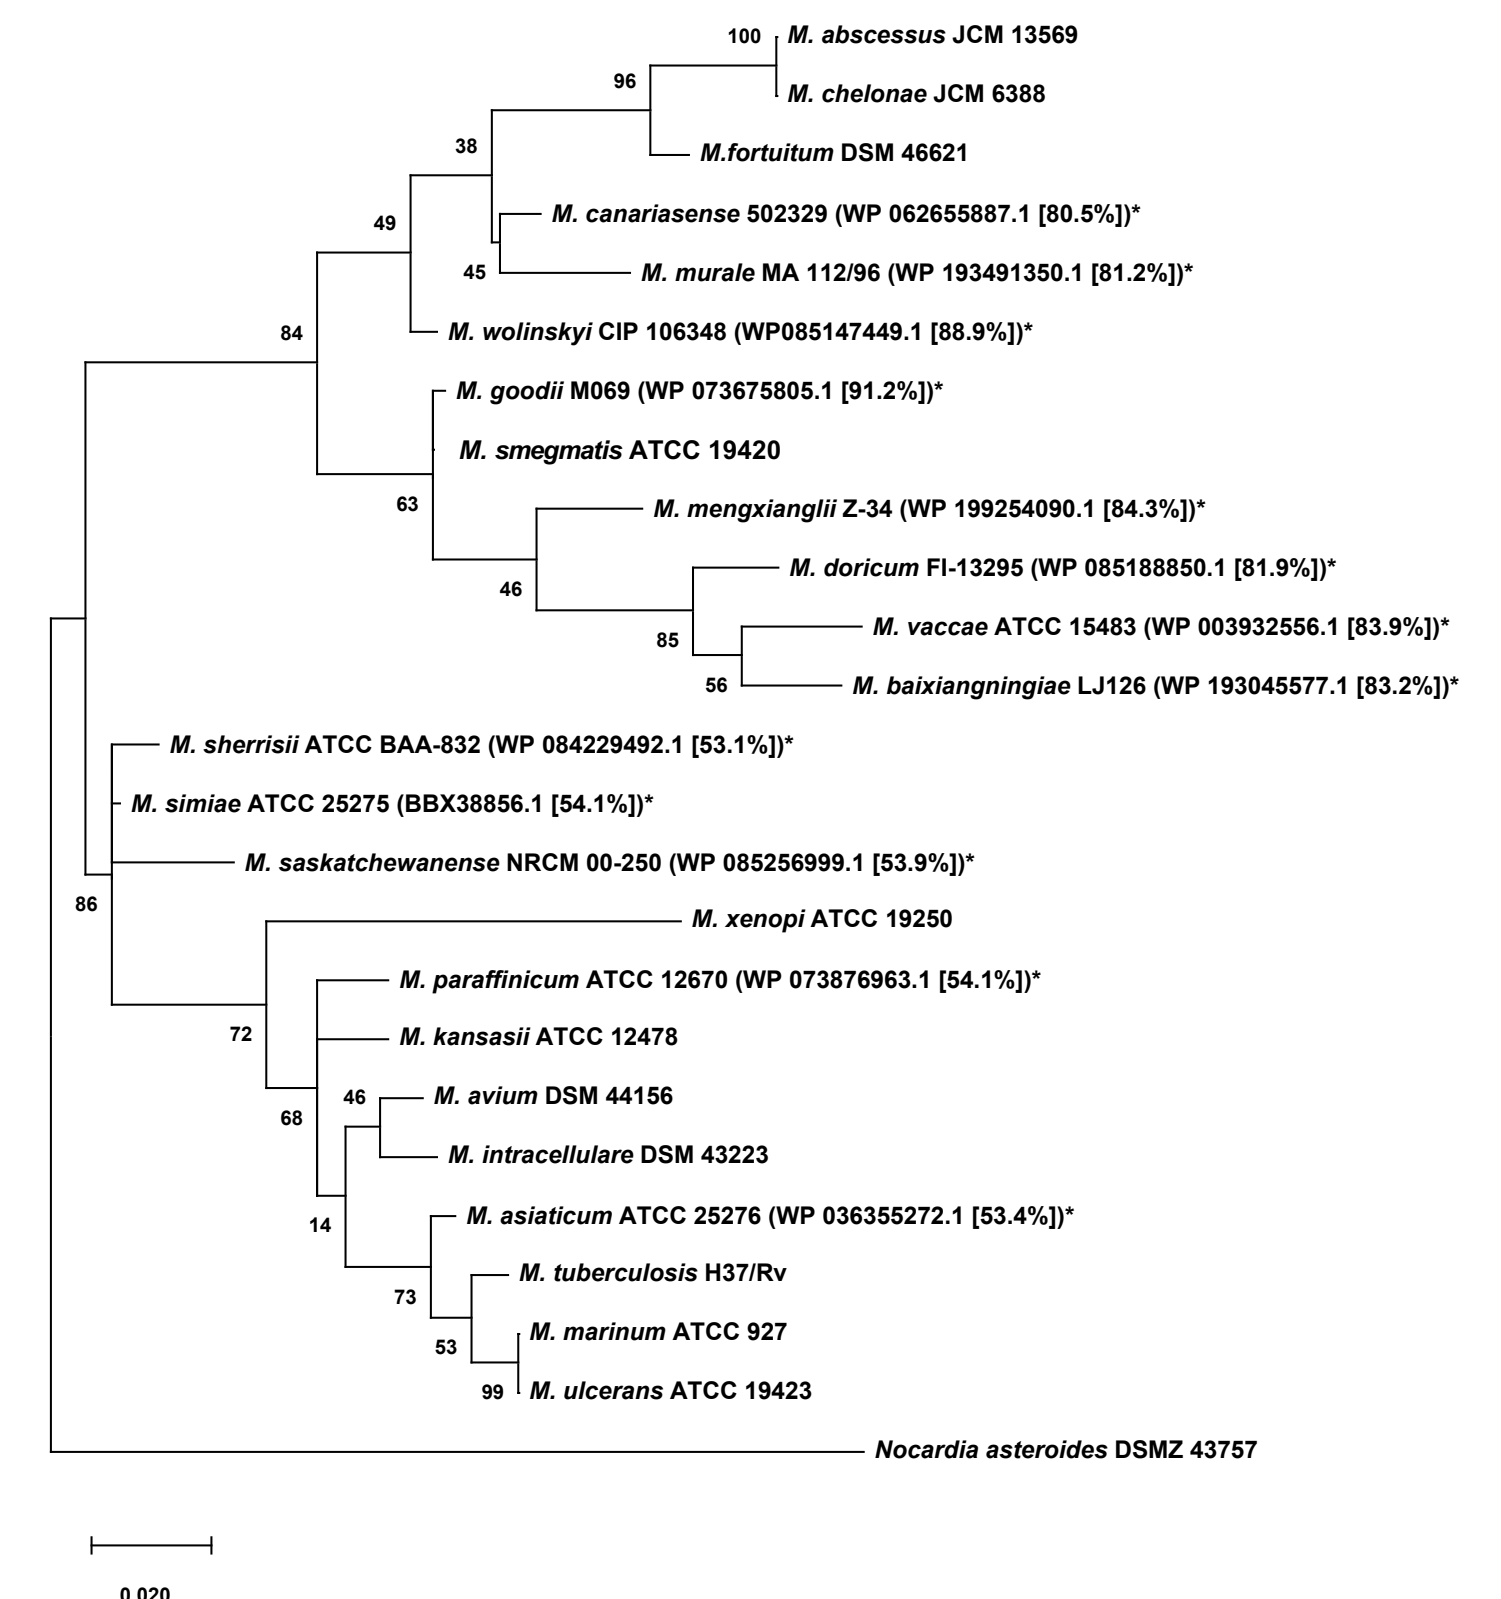 100
M. abscessus JCM 13569
96
M. chelonae JCM 6388
38
M.fortuitum DSM 46621
49
M. canariasense 502329 (WP 062655887.1 [80.5%])*
45
M. murale MA 112/96 (WP 193491350.1 [81.2%])*
84
M. wolinskyi CIP 106348 (WP085147449.1 [88.9%])*
M. goodii M069 (WP 073675805.1 [91.2%])*
M. smegmatis ATCC 19420
63
M. mengxianglii Z-34 (WP 199254090.1 [84.3%])*
M. doricum FI-13295 (WP 085188850.1 [81.9%])*
46
M. vaccae ATCC 15483 (WP 003932556.1 [83.9%])*
85
56
M. baixiangningiae LJ126 (WP 193045577.1 [83.2%])*
M. sherrisii ATCC BAA-832 (WP 084229492.1 [53.1%])*
M. simiae ATCC 25275 (BBX38856.1 [54.1%])*
M. saskatchewanense NRCM 00-250 (WP 085256999.1 [53.9%])*
86
M. xenopi ATCC 19250
M. paraffinicum ATCC 12670 (WP 073876963.1 [54.1%])*
72
M. kansasii ATCC 12478
46
M. avium DSM 44156
68
M. intracellulare DSM 43223
14
M. asiaticum ATCC 25276 (WP 036355272.1 [53.4%])*
M. tuberculosis H37/Rv
73
M. marinum ATCC 927
53
99
M. ulcerans ATCC 19423
Nocardia asteroides DSMZ 43757
0.020